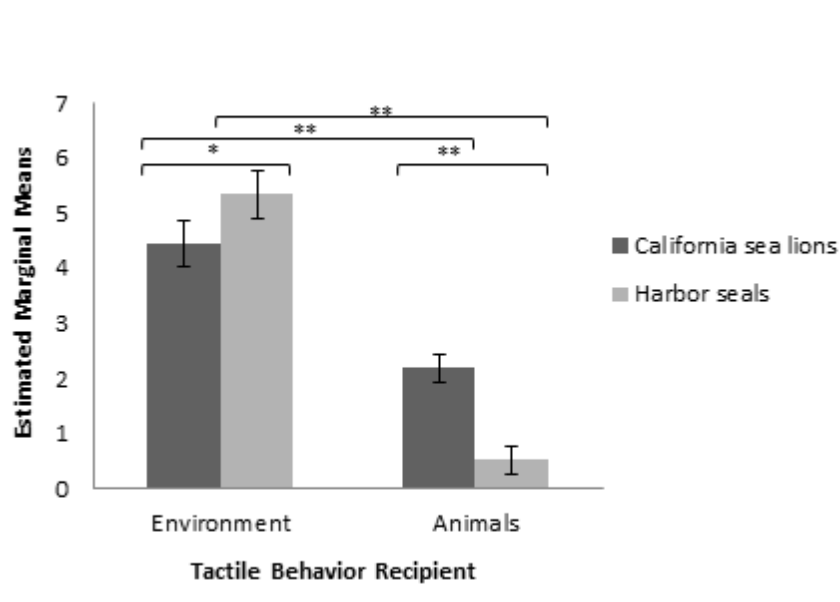 7
**
**
*
**
6
5
4
3
2
1
0
Estimated Marginal Means
California sea lions
Harbor seals
Environment
Animals
Tactile Behavior Recipient